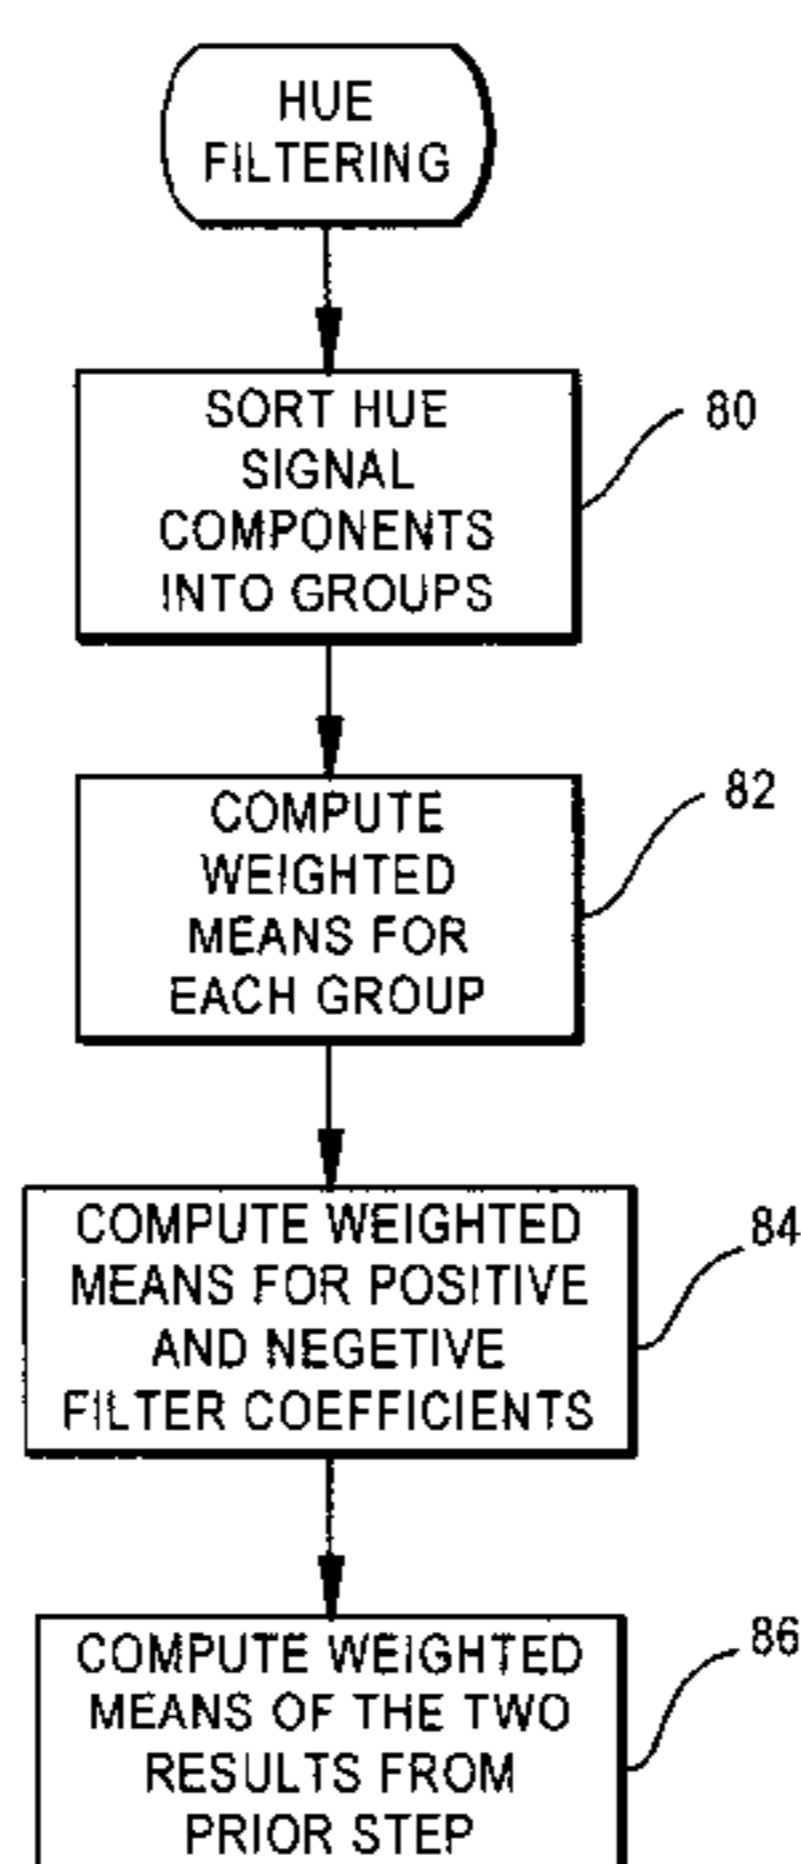 HUE
FILTERING
SORT HUE
SIGNAL
COMPONENTS
INTO GROUPS
80
COMPUTE
WEIGHTED
MEANS FOR
EACH GROUP
82
COMPUTE WEIGHTED
MEANS FOR POSITIVE
AND NEGETIVE
FILTER COEFFICIENTS
84
COMPUTE WEIGHTED
MEANS OF THE TWO
RESULTS FROM
PRIOR STEP
86